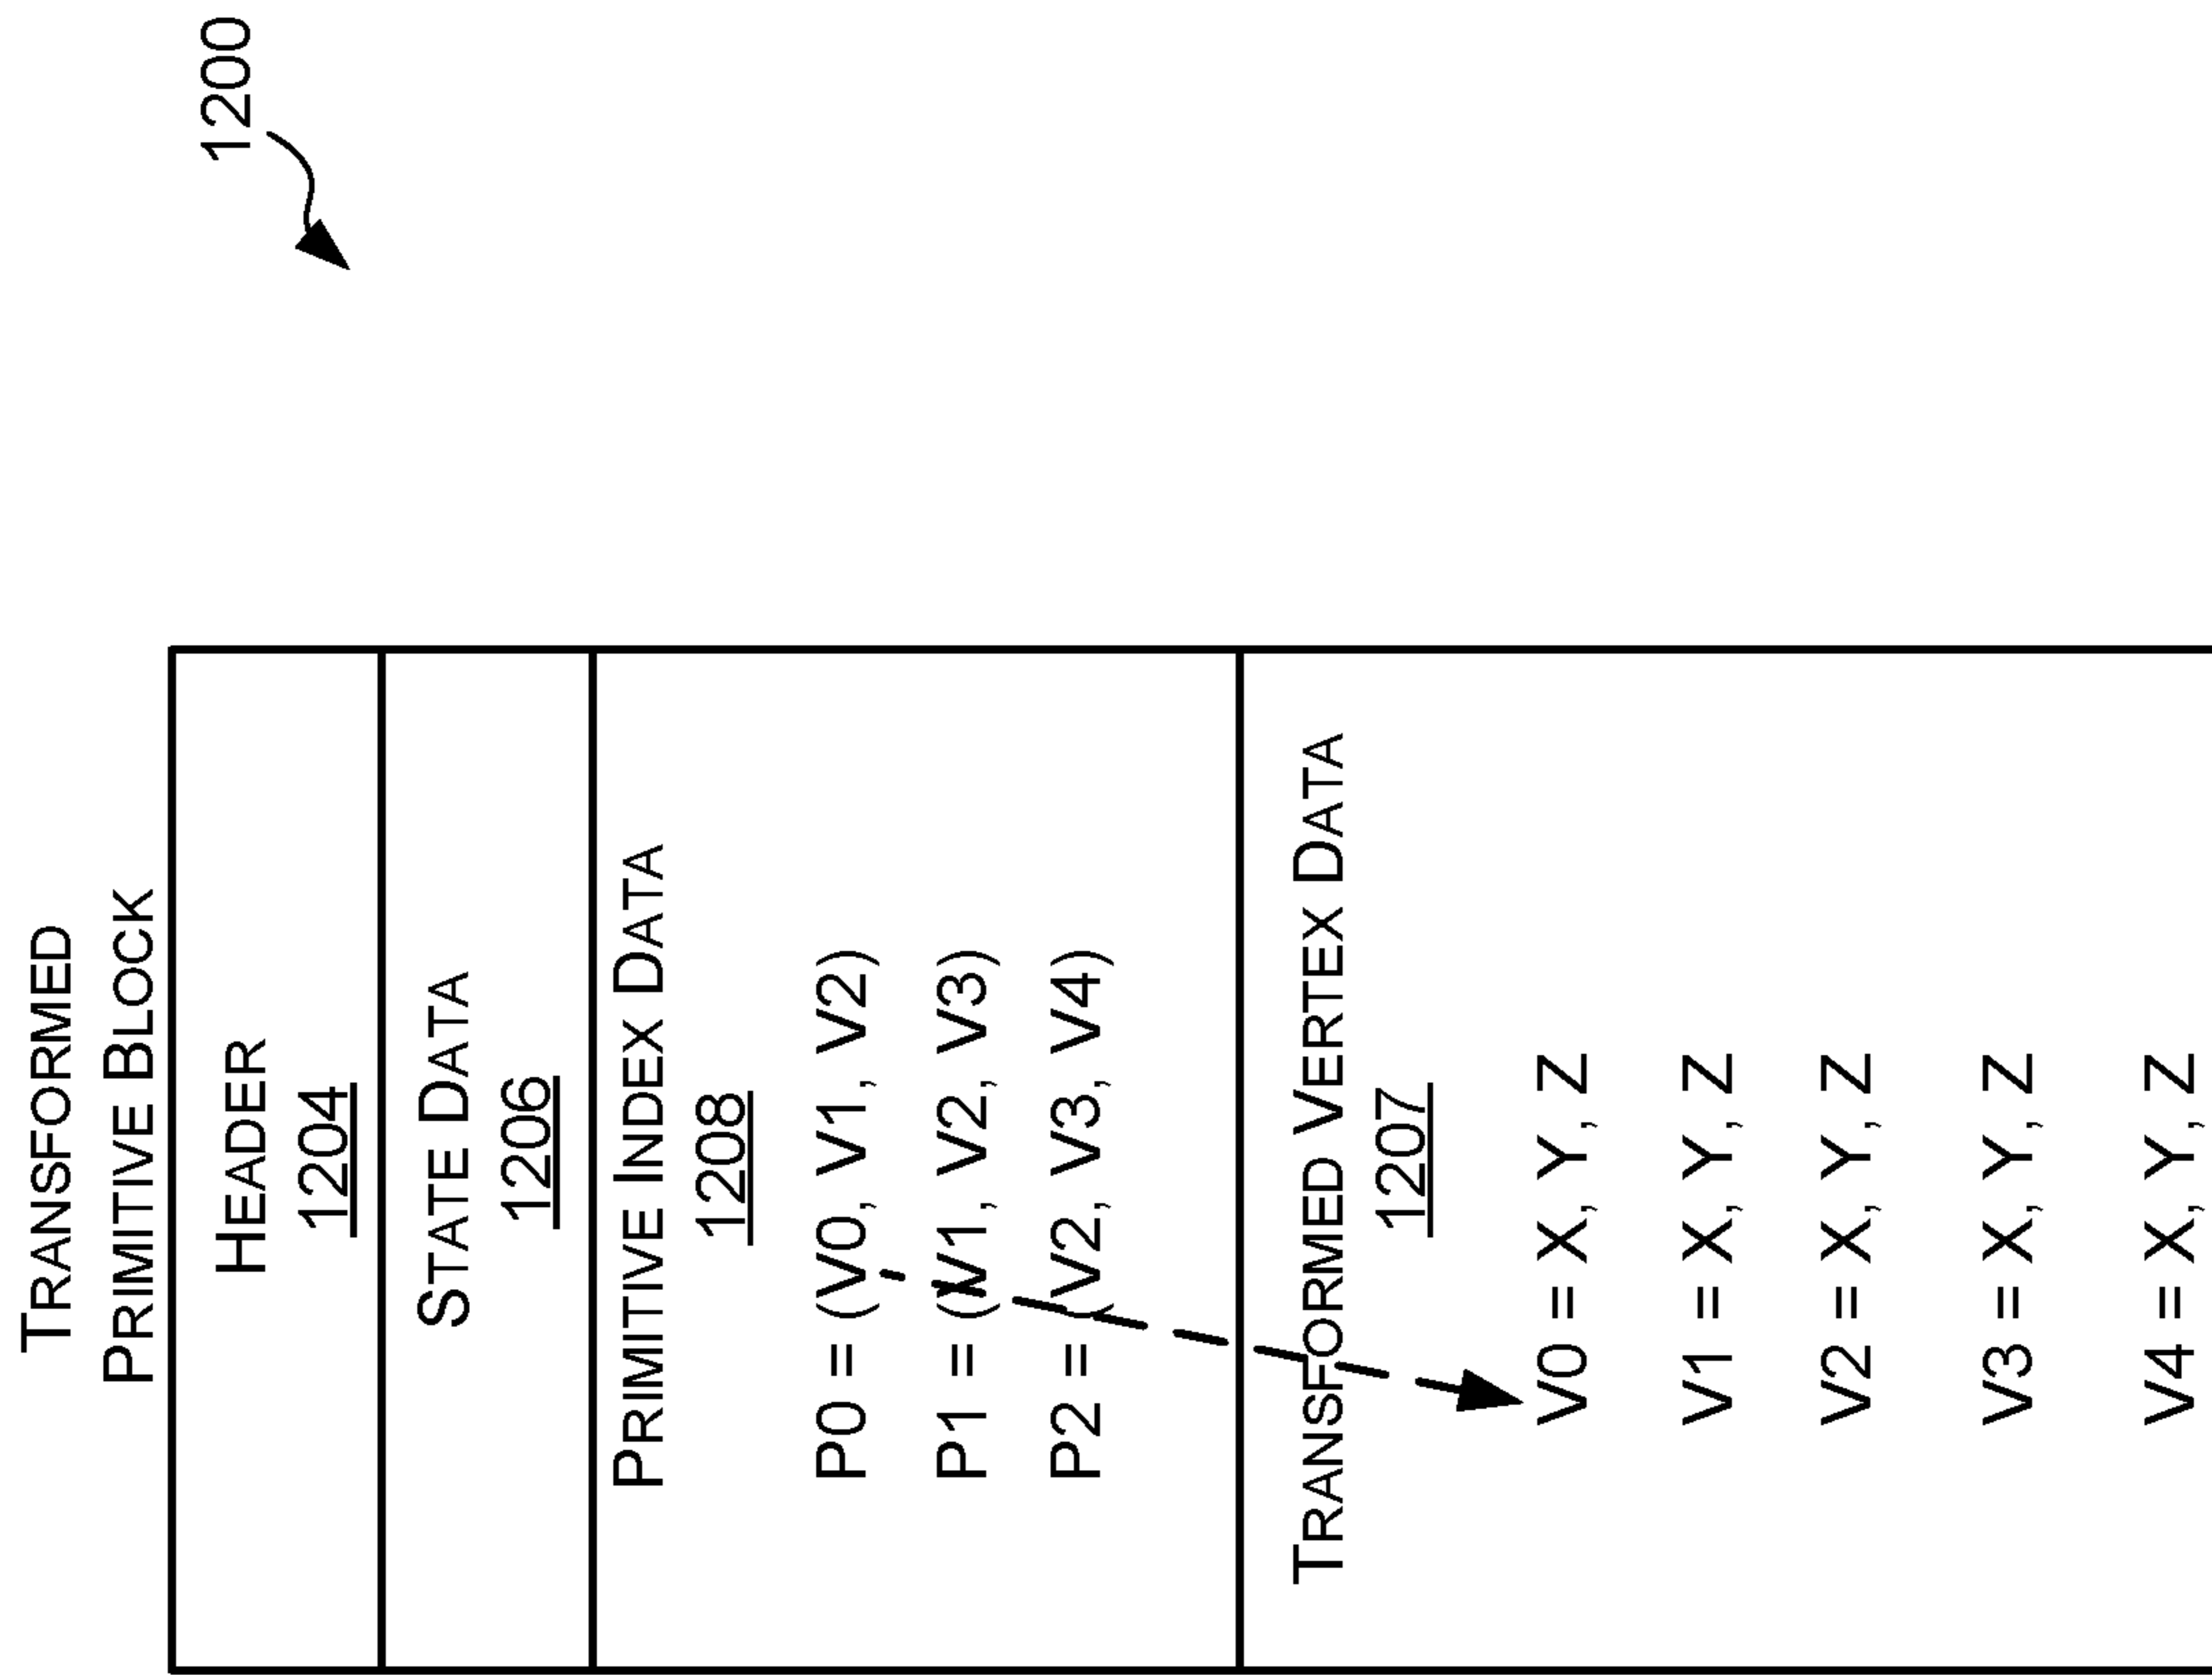 1200
TRANSFORMED
PRIMITIVE BLOCK
HEADER
1204
STATE DATA
1206
PRIMITIVE INDEX DATA
1208
P0 = (V0, V1, V2)
P1 = (V1, V2, V3)
P2 = (V2, V3, V4)
TRANSFORMED VERTEX DATA
1207
V0 = X, Y, Z
V1 = X, Y, Z
V2 = X, Y, Z
V3 = X, Y, Z
V4 = X, Y, Z